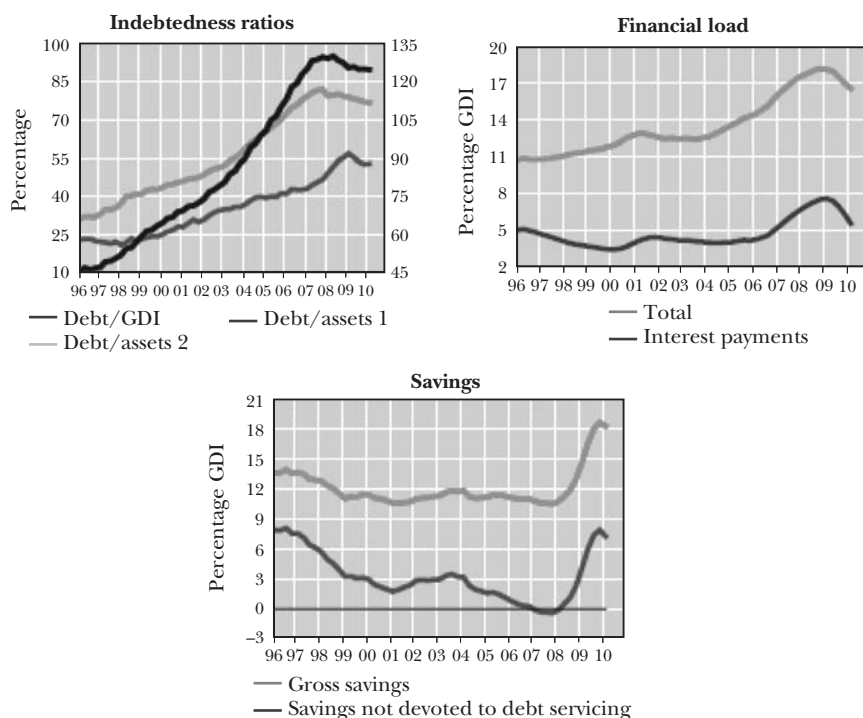 Indebtedness ratios
Percentage
100
85
70
55
40
25
10
135
120
105
90
75
60
45
96 97 98 99 00 01 02 03 04 05 06 07 08 09 10
Debt/GDI
Debt/assets 1
Debt/assets 2
Financial load
Percentage GDI
20
17
14
11
8
5
2
96 97 98 99 00 01 02 03 04 05 06 07 08 09 10
Total
Interest payments
Savings
Percentage GDI
21
18
15
12
9
6
3
0
–3
96 97 98 99 00 01 02 03 04 05 06 07 08 09 10
Gross savings
Savings not devoted to debt servicing